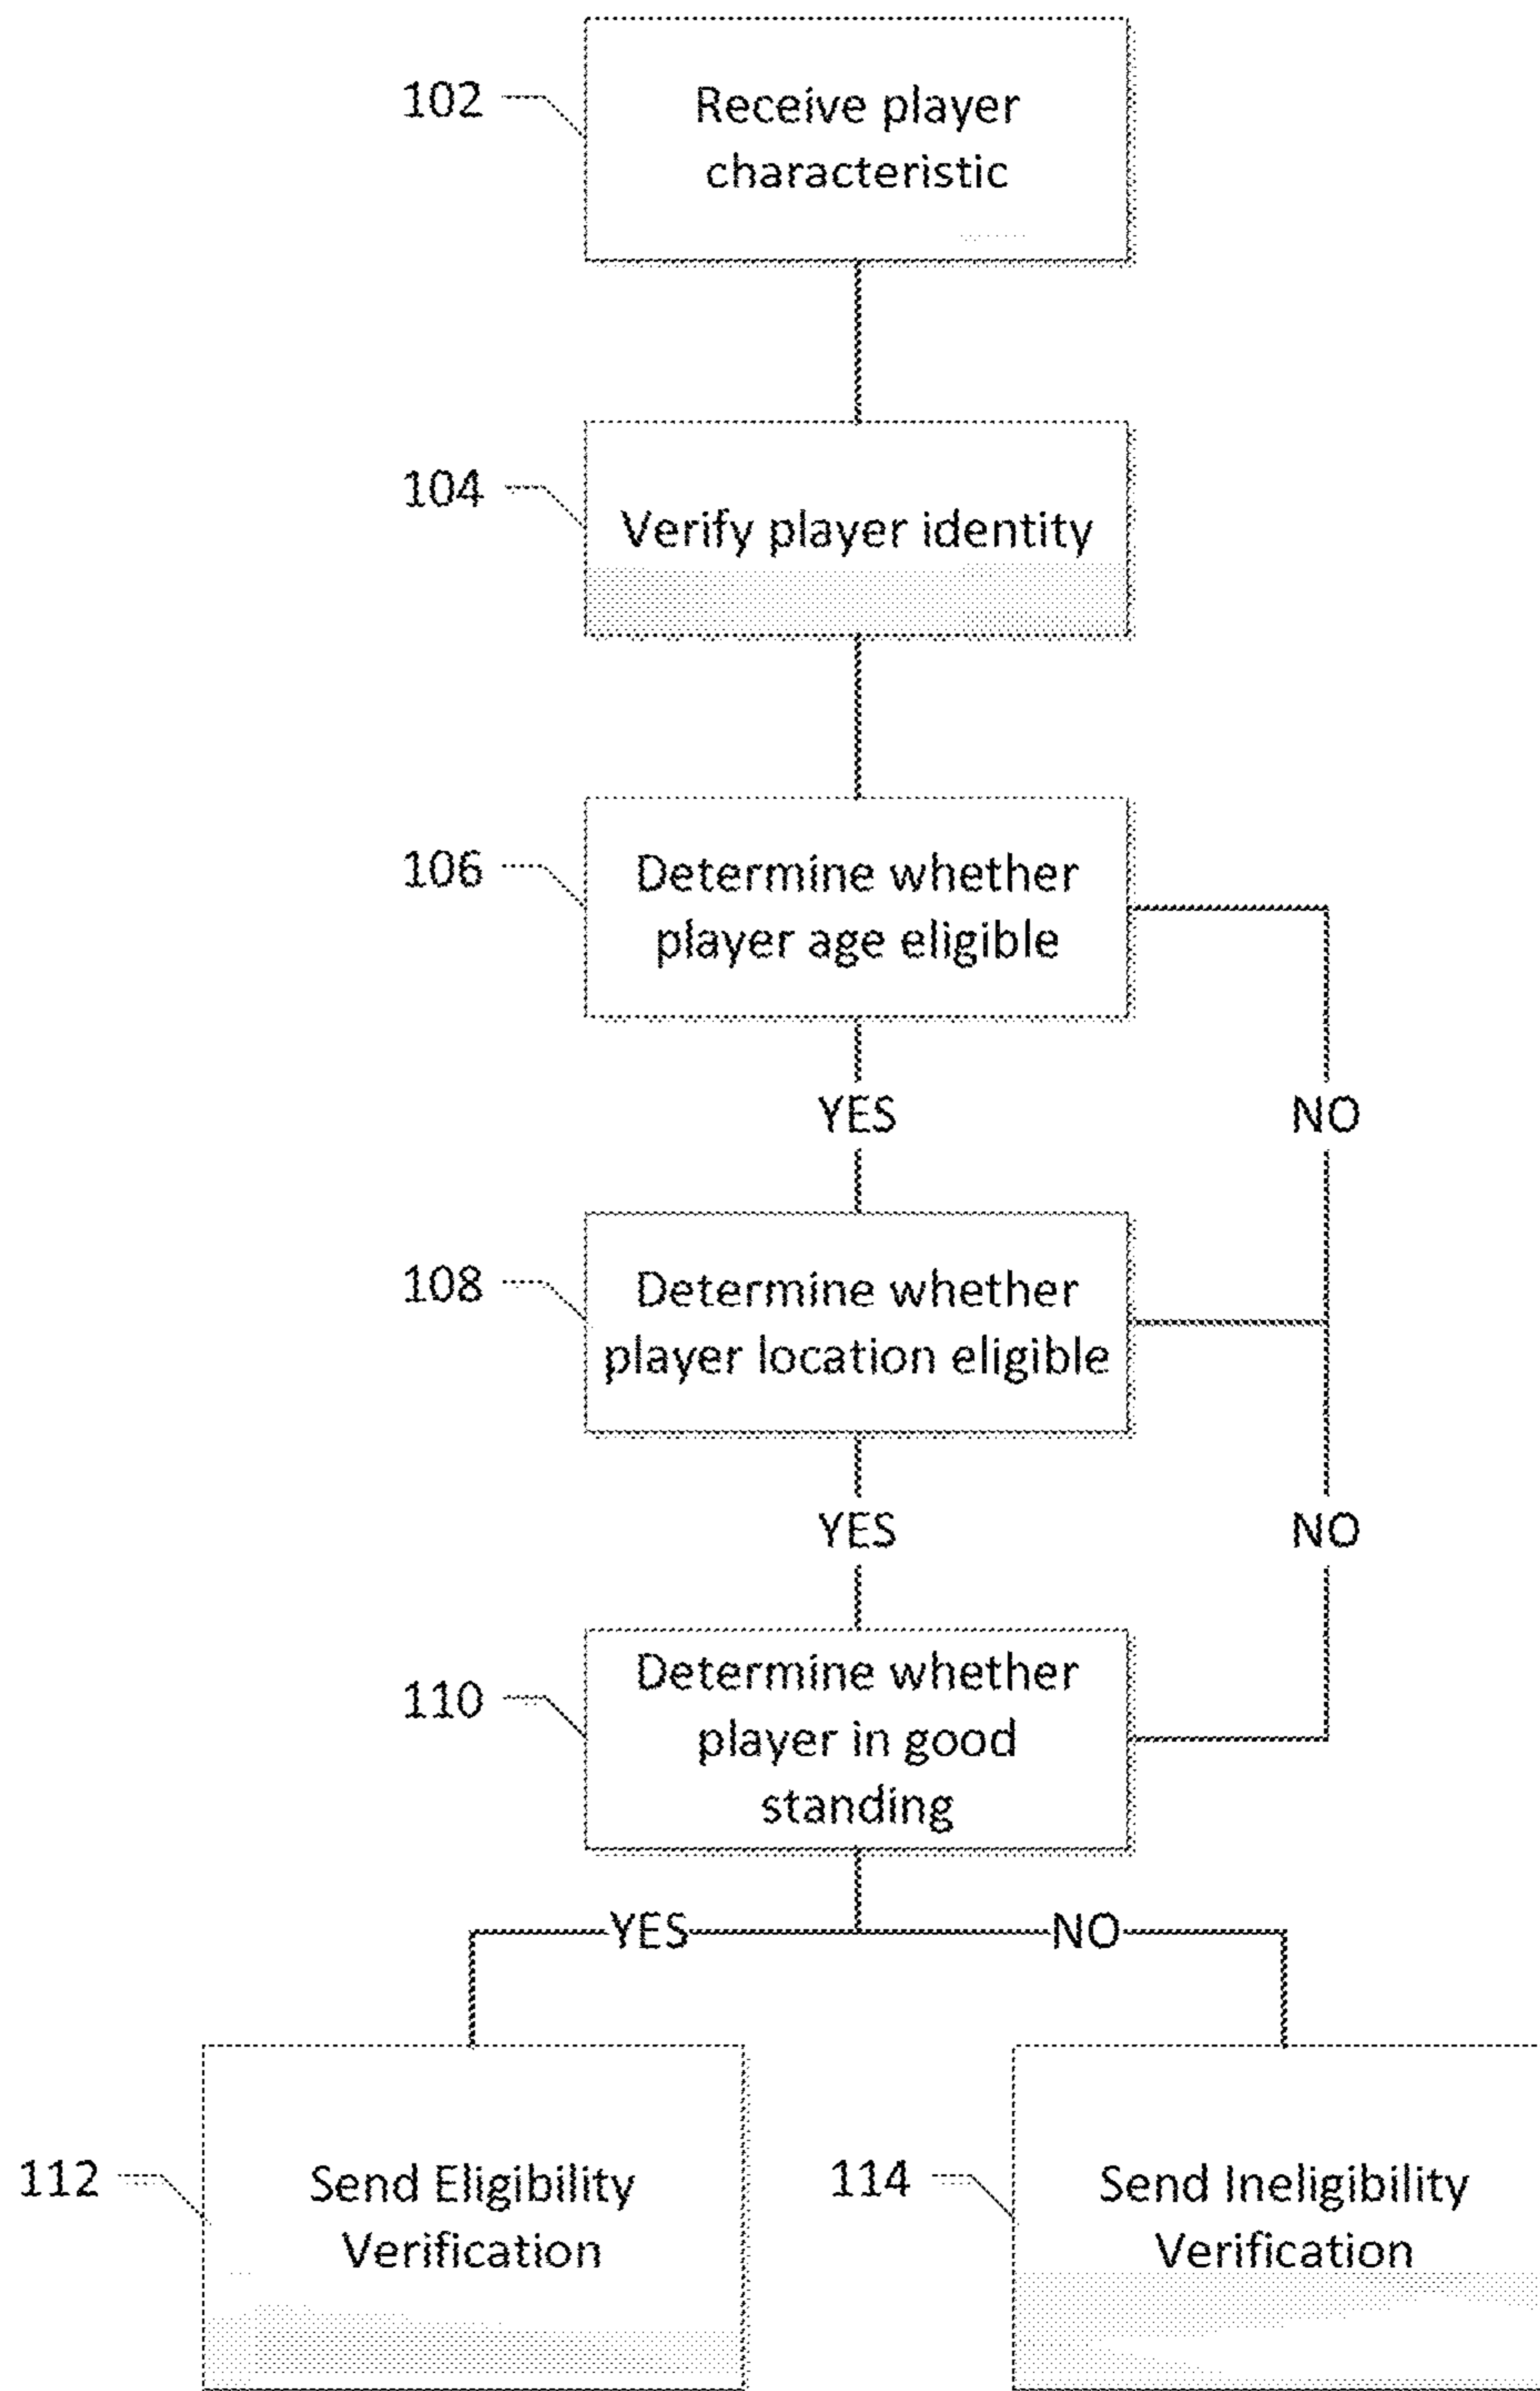 102
Receive player
characteristic
104
Verify player identity
106
Determine whether
player age eligible
YES
NO
108
Determine whether
player location eligible
YES
NO
110
Determine whether
player in good
standing
YES
NO
112
Send Eligibility
Verification
114
Send Ineligibility
Verification